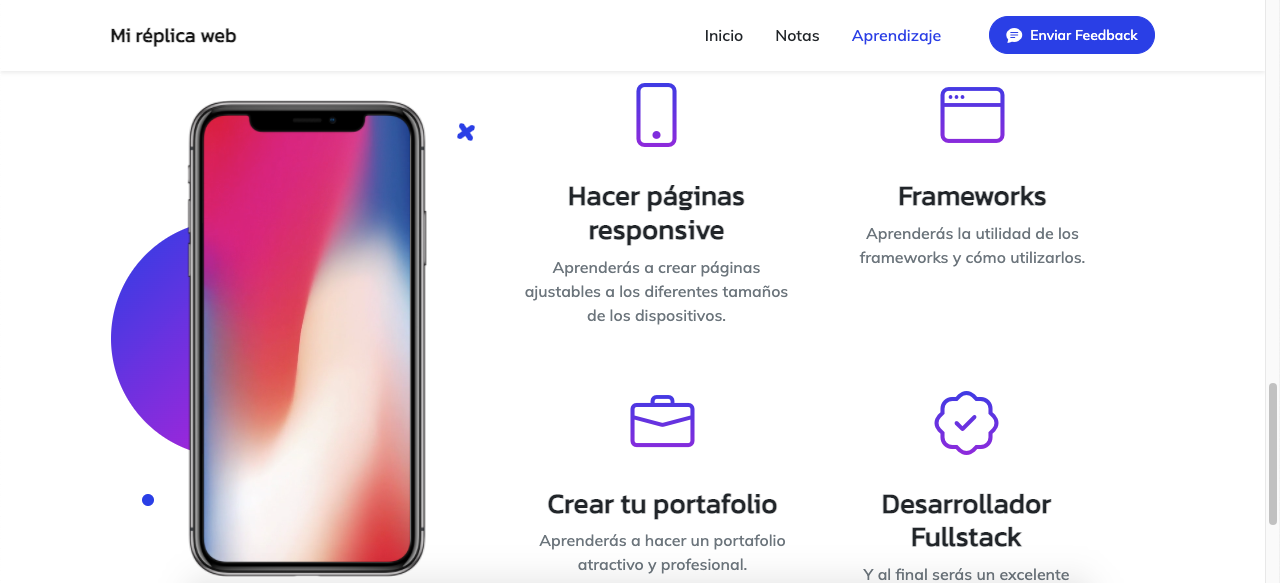 Mi réplica web
Inicio
Notas
Aprendizaje
Enviar Feedback
Hacer páginas
responsive
Aprenderás a crear páginas
ajustables a los diferentes tamaños
de los dispositivos.
Frameworks
Aprenderás la utilidad de los
frameworks y cómo utilizarlos.
Crear tu portafolio
Aprenderás a hacer un portafolio
atractivo y profesional.
Desarrollador
Fullstack
Y al final serás un excelente